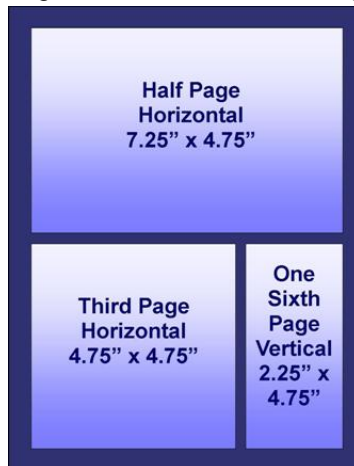 Half Page
Horizontal
7.25” x 4.75”
Third Page
Horizontal
4.75” x 4.75”
One
Sixth
Page
Vertical
2.25” x
4.75”